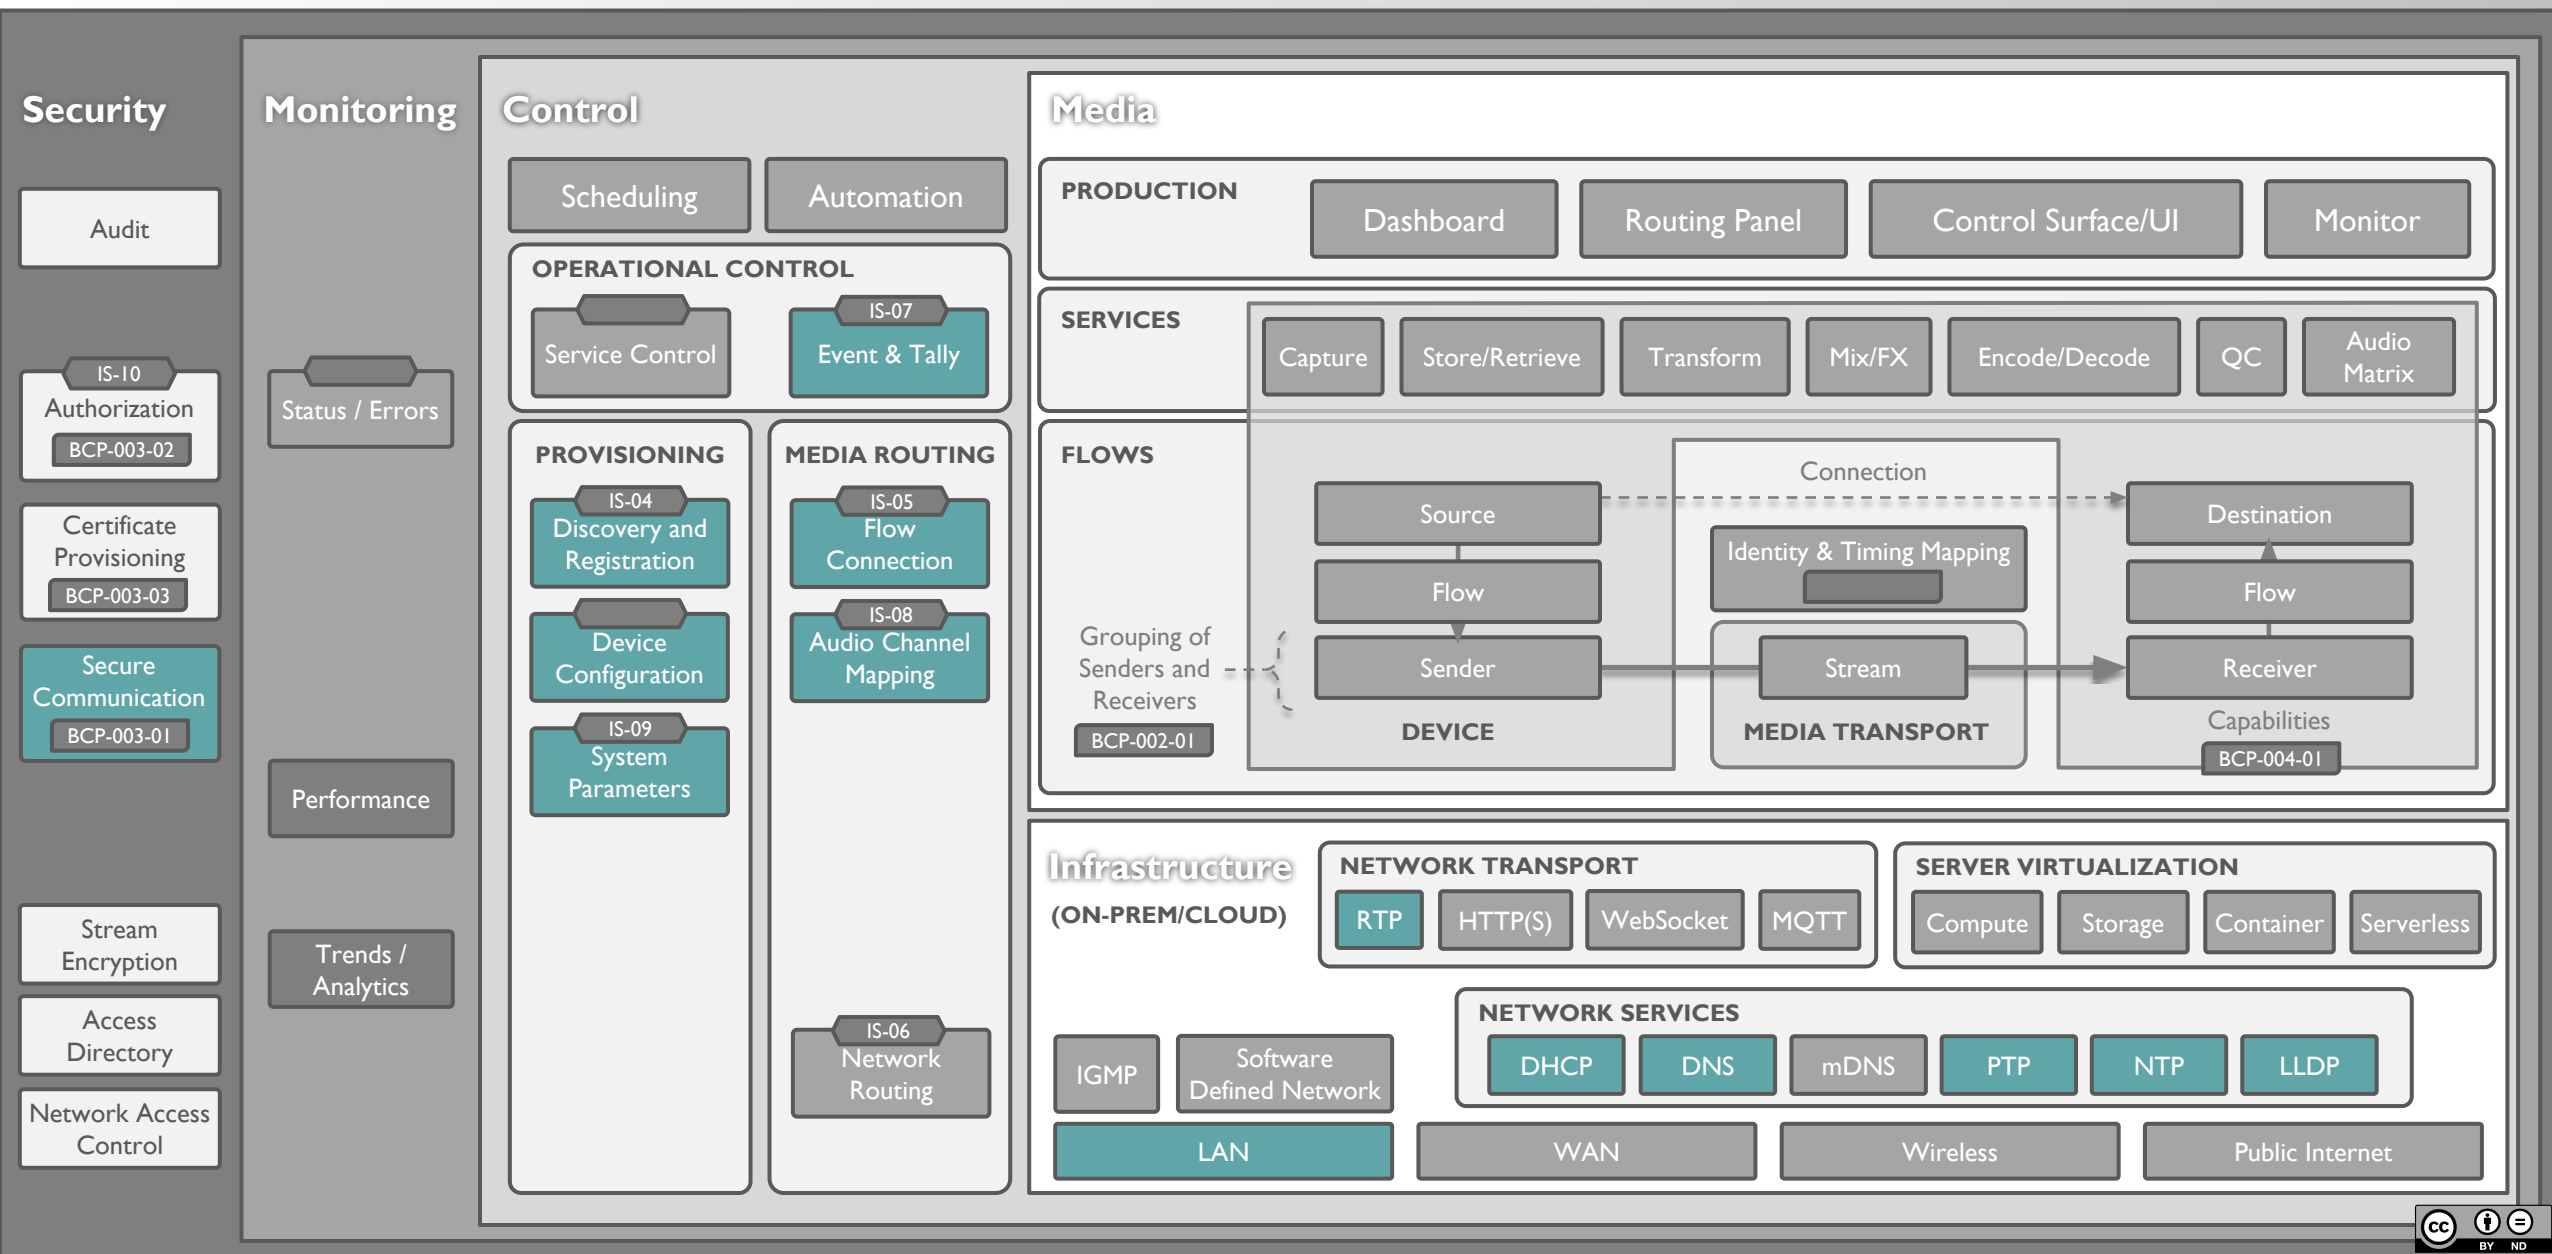 Security
Audit
IS-10
Authorization
BCP-003-02
Certificate
Provisioning
BCP-003-03
Secure
Communication
BCP-003-01
Stream
Encryption
Access
Directory
Network Access
Control
Monitoring
Status / Errors
Performance
Trends /
Analytics
Control
Scheduling
Automation
OPERATIONAL CONTROL
Service Control
IS-07
Event & Tally
PROVISIONING
IS-04
Discovery and
Registration
Device
Configuration
IS-09
System
Parameters
MEDIA ROUTING
IS-05
Flow
Connection
IS-08
Audio Channel
Mapping
IS-06
Network
Routing
Media
PRODUCTION
Dashboard
Routing Panel
Control Surface/UI
Monitor
SERVICES
Capture
Store/Retrieve
Transform
Mix/FX
Encode/Decode
QC
Audio
Matrix
FLOWS
Grouping of
Senders and
Receivers
BCP-002-01
Source
Flow
Sender
DEVICE
Connection
Identity & Timing Mapping
Stream
MEDIA TRANSPORT
Destination
Flow
Receiver
Capabilities
BCP-004-01
Infrastructure
(ON-PREM/CLOUD)
NETWORK TRANSPORT
RTP
HTTP(S)
WebSocket
MQTT
SERVER VIRTUALIZATION
Compute
Storage
Container
Serverless
NETWORK SERVICES
DHCP
DNS
mDNS
PTP
NTP
LLDP
IGMP
Software
Defined Network
LAN
WAN
Wireless
Public Internet
cc
BY ND